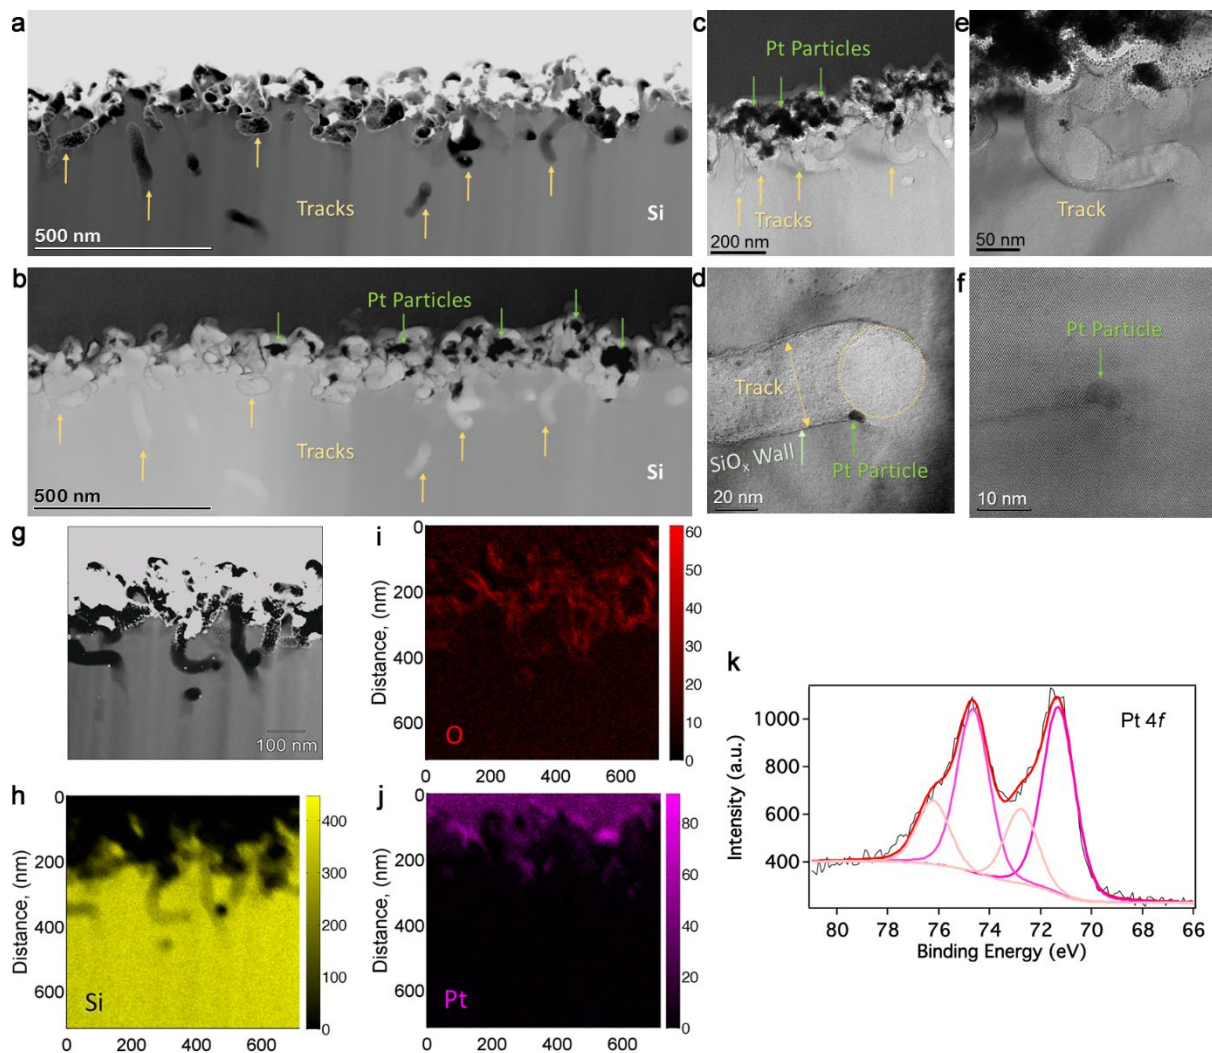 a
Tracks
Si
500 nm
b
Pt Particles
Tracks
Si
500 nm
c
Pt Particles
Tracks
200 nm
d
Track
SiOx Wall
Pt Particle
20 nm
e
Track
50 nm
f
Pt Particle
10 nm
g
100 nm
h
Distance, (nm)
0
200
400
600
Si
0
200
400
600
400
300
200
100
0
i
Distance, (nm)
0
200
400
600
O
0
200
400
600
60
50
40
30
20
10
0
j
Distance, (nm)
0
200
400
600
Pt
0
200
400
600
80
60
40
20
0
k
Pt 4f
Intensity (a.u.)
1000
800
600
400
80
78
76
74
72
70
68
66
Binding Energy (eV)